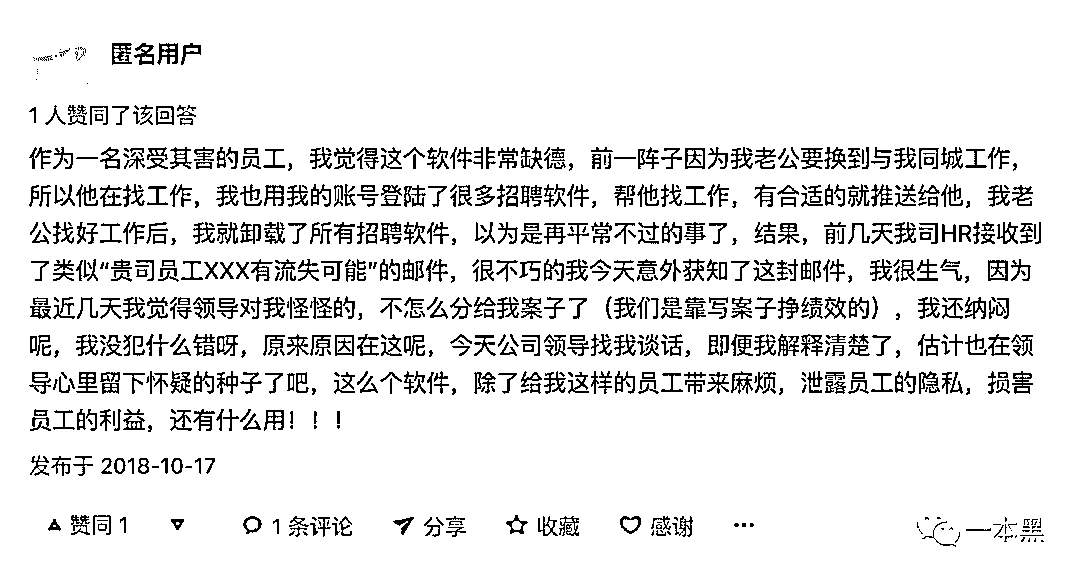 匿名用户
1 人赞同了该回答
作为一名深受其害的员工，我觉得这个软件非常缺德，前一阵子因为我老公要换到与我同城工作，
所以他在找工作，我也用我的账号登陆了很多招聘软件，帮他找工作，有合适的就推送给他，我老
公找好工作后，我就卸载了所有招聘软件，以为是再平常不过的事了，结果，前几天我司HR接收到
了类似“贵司员工XXX有流失可能”的邮件，很不巧的我今天意外获知了这封邮件，我很生气，因为
最近几天我觉得领导对我怪怪的，不怎么分给我案子了（我们是靠写案子挣绩效的），我还纳闷
呢，我没犯什么错呀，原来原因在这呢，今天公司领导找我谈话，即便我解释清楚了，估计也在领
导心里留下怀疑的种子了吧，这么个软件，除了给我这样的员工带来麻烦，泄露员工的隐私，损害
员工的利益，还有什么用！！！
发布于 2018-10-17
赞同 1 1 条评论 分享 收藏 感谢 ···
一本黑